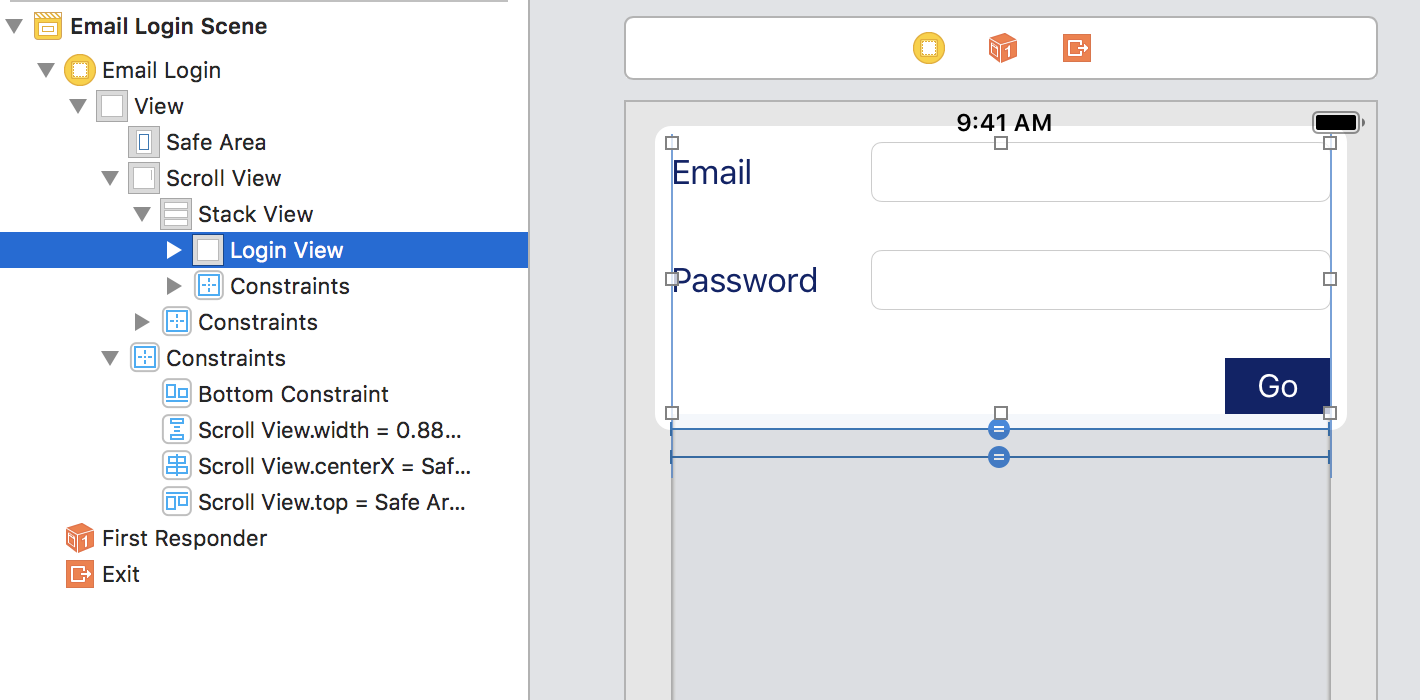 Email Login Scene
Email Login
View
Safe Area
Scroll View
Stack View
Login View
Constraints
Constraints
Constraints
Bottom Constraint
Scroll View.width = 0.88...
Scroll View.centerX = Saf...
Scroll View.top = Safe Ar...
First Responder
Exit
9:41 AM
Email
Password
Go